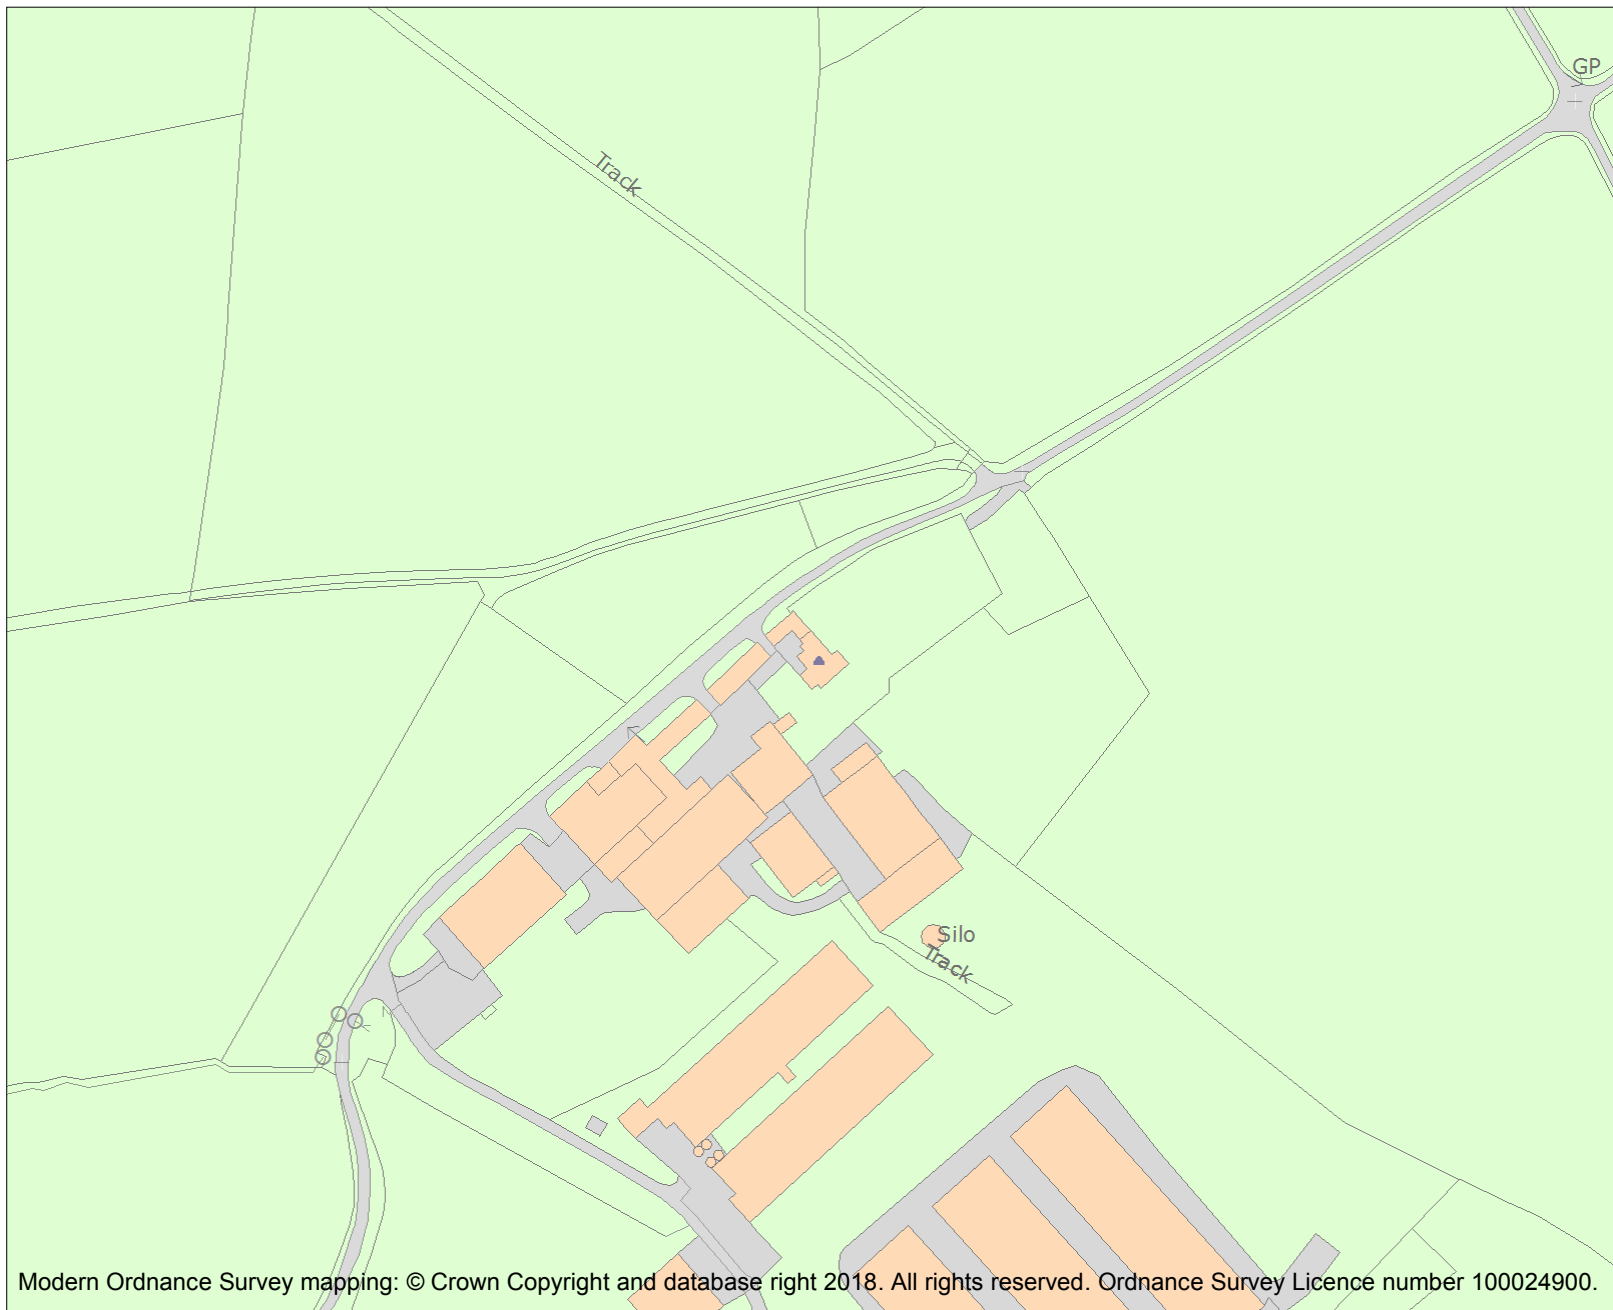 GP
Track
Silo
Track
Modern Ordnance Survey mapping: © Crown Copyright and database right 2018. All rights reserved. Ordnance Survey Licence number 100024900.